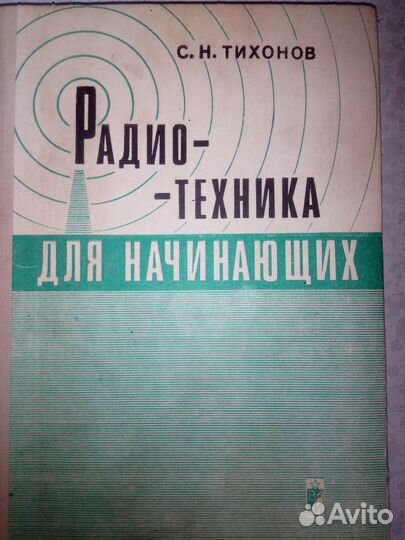 С. Н. ТИХОНОВ
РАДИО-
-ТЕХНИКА
ДЛЯ НАЧИНАЮЩИХ
Avito